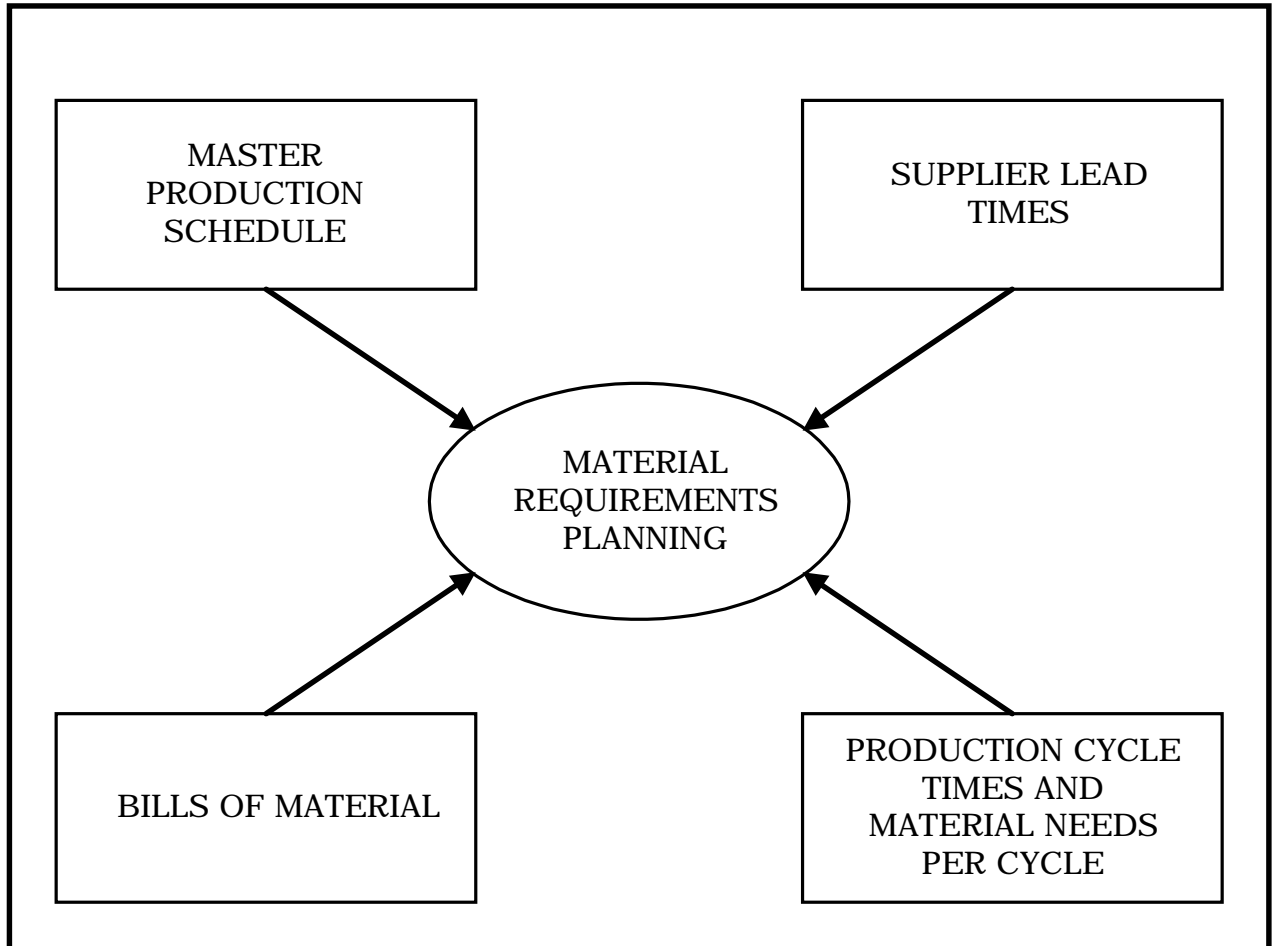 MASTER
PRODUCTION
SCHEDULE
SUPPLIER LEAD
TIMES
MATERIAL
REQUIREMENTS
PLANNING
BILLS OF MATERIAL
PRODUCTION CYCLE
TIMES AND
MATERIAL NEEDS
PER CYCLE